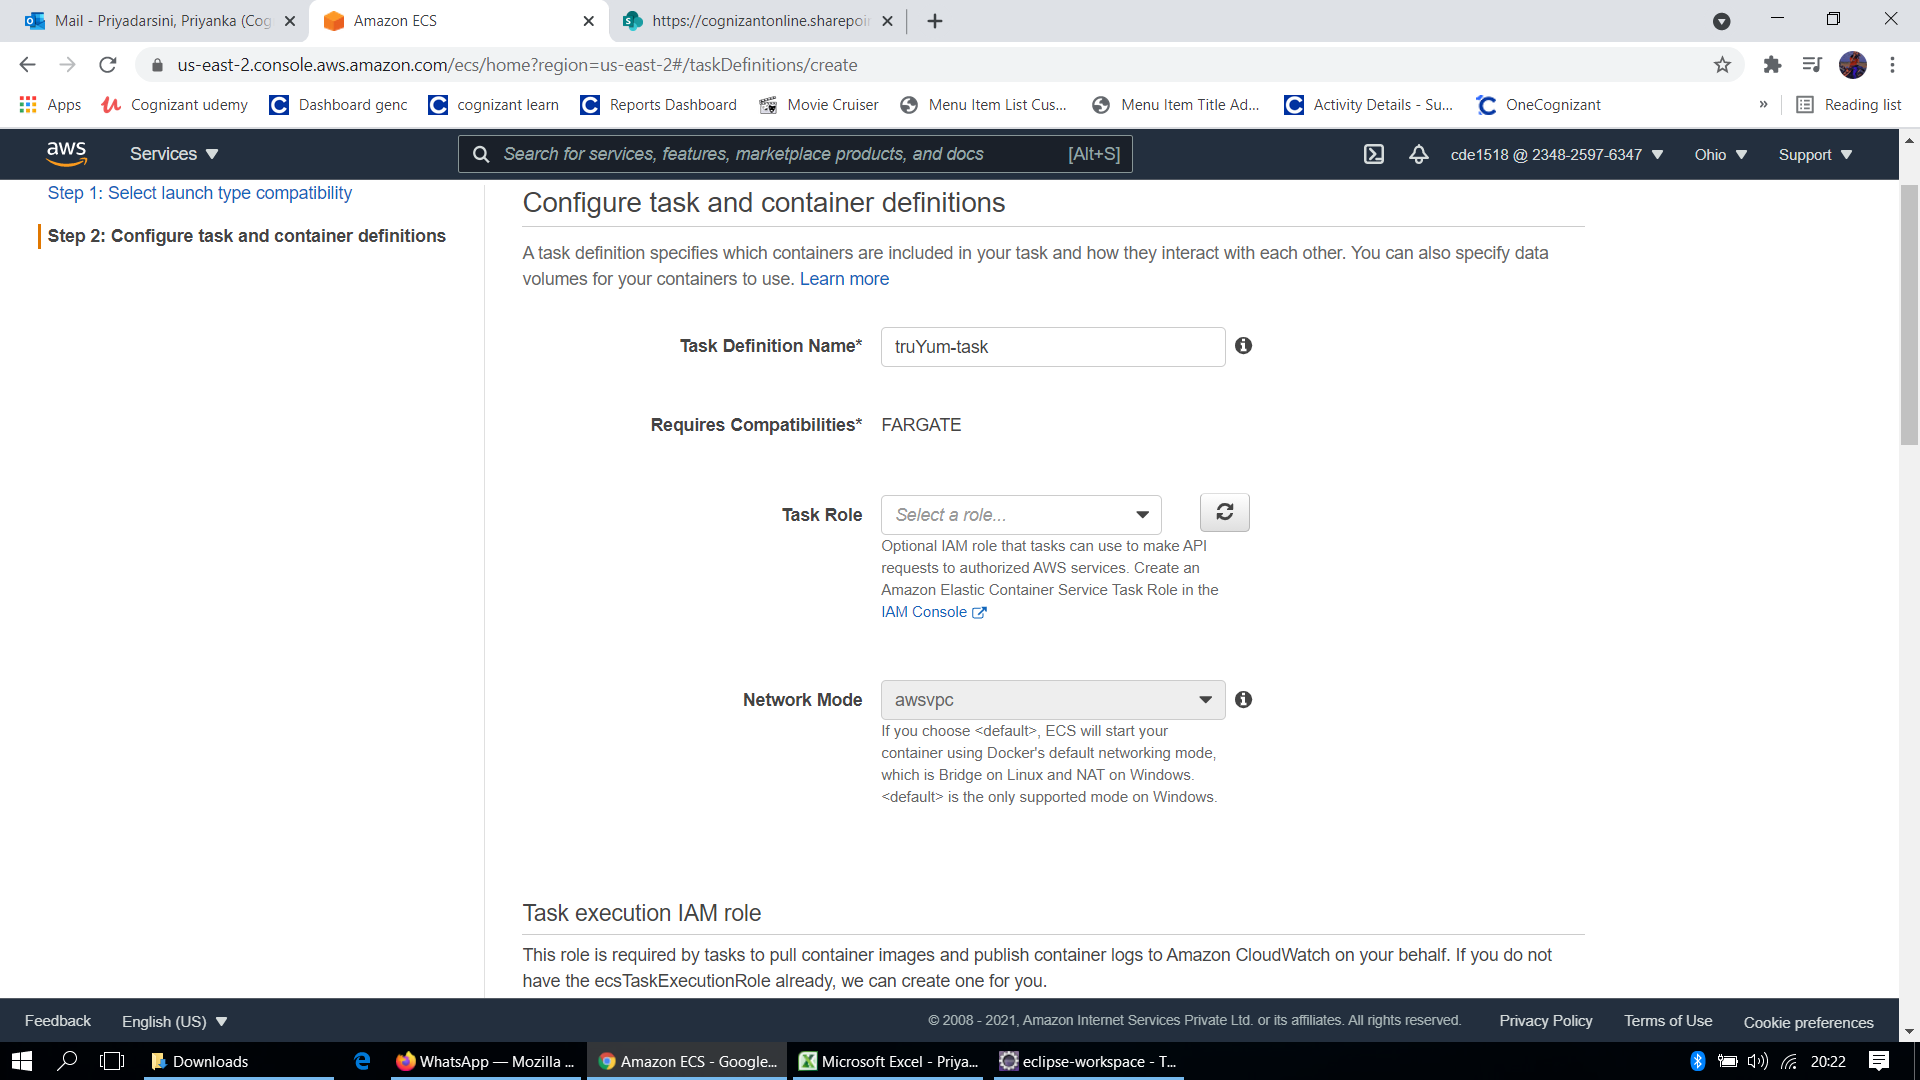 Mail - Priyadarsini, Priyanka (Cog
Amazon ECS
https://cognizantonline.sharepoin
us-east-2.console.aws.amazon.com/ecs/home?region=us-east-2#/taskDefinitions/create
Apps
Cognizant udemy
Dashboard genc
cognizant learn
Reports Dashboard
Movie Cruiser
Menu Item List Cus...
Menu Item Title Ad...
Activity Details - Su...
OneCognizant
»
Reading list
aws
Services
Search for services, features, marketplace products, and docs
[Alt+S]
cde1518 @ 2348-2597-6347
Ohio
Support
Step 1: Select launch type compatibility
Step 2: Configure task and container definitions
Configure task and container definitions
A task definition specifies which containers are included in your task and how they interact with each other. You can also specify data
volumes for your containers to use. Learn more
Task Definition Name*
truYum-task
Requires Compatibilities*
FARGATE
Task Role
Select a role...
Optional IAM role that tasks can use to make API
requests to authorized AWS services. Create an
Amazon Elastic Container Service Task Role in the
IAM Console
Network Mode
awsvpc
If you choose <default>, ECS will start your
container using Docker's default networking mode,
which is Bridge on Linux and NAT on Windows.
<default> is the only supported mode on Windows.
Task execution IAM role
This role is required by tasks to pull container images and publish container logs to Amazon CloudWatch on your behalf. If you do not
have the ecsTaskExecutionRole already, we can create one for you.
Feedback
English (US)
© 2008 - 2021, Amazon Internet Services Private Ltd. or its affiliates. All rights reserved.
Privacy Policy
Terms of Use
Cookie preferences
Downloads
WhatsApp — Mozilla ...
Amazon ECS - Google...
Microsoft Excel - Priya...
eclipse-workspace - T...
20:22